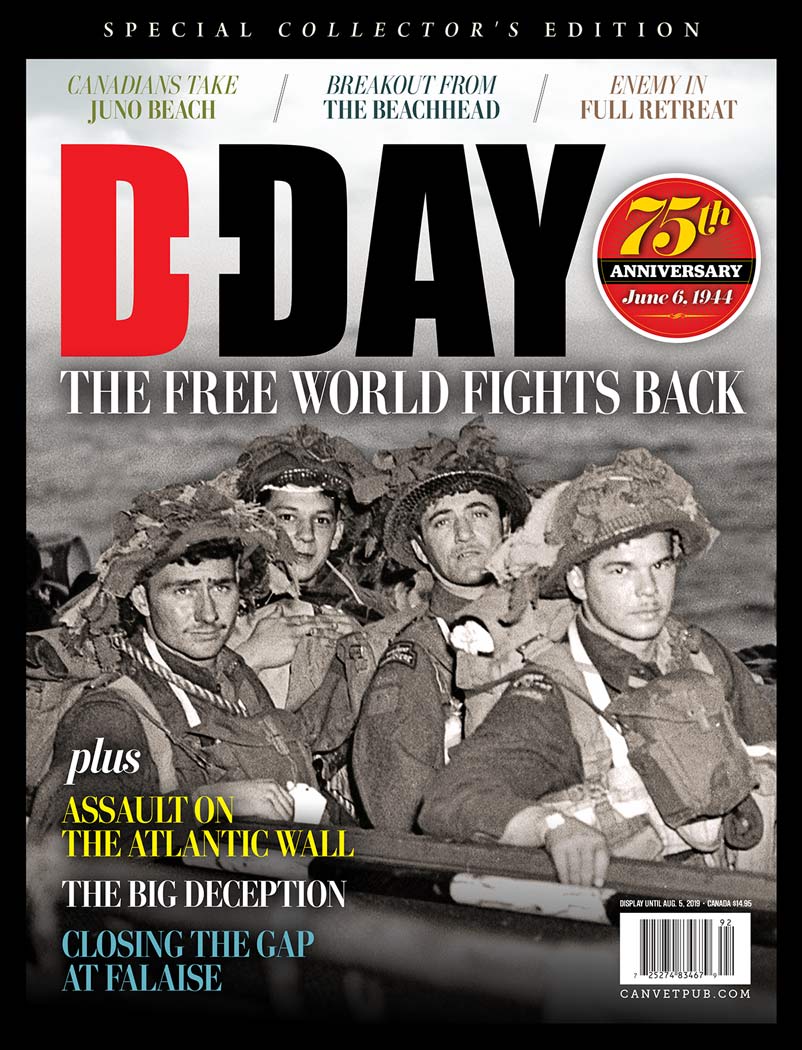 SPECIAL COLLECTOR'S EDITION
CANADIANS TAKE
JUNO BEACH
BREAKOUT FROM
THE BEACHHEAD
ENEMY IN
FULL RETREAT
D-DAY
75th
ANNIVERSARY
June 6, 1944
THE FREE WORLD FIGHTS BACK
plus
ASSAULT ON
THE ATLANTIC WALL
THE BIG DECEPTION
CLOSING THE GAP
AT FALAISE
DISPLAY UNTIL AUG. 5, 2019 • CANADA $14.95
92
7 25274 83467 9
CANVETPUB.COM